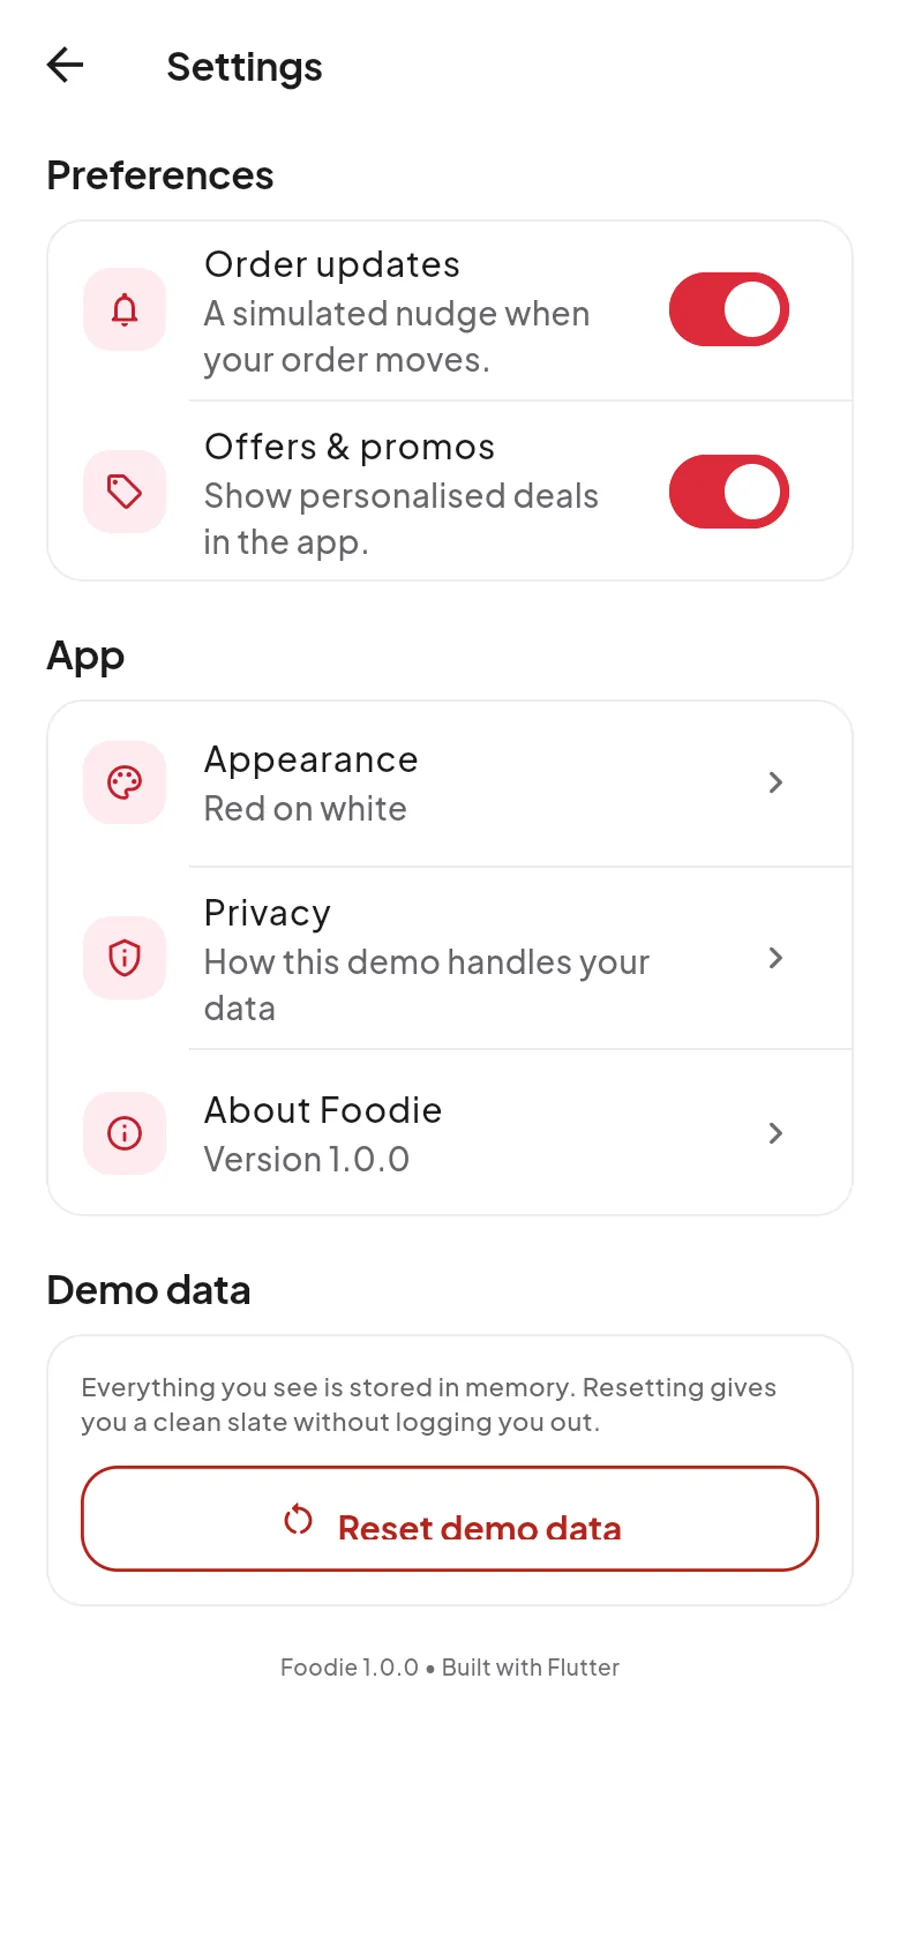 Settings
Preferences
Order updates
A simulated nudge when
your order moves.
Offers & promos
Show personalised deals
in the app.
App
Appearance
Red on white
Privacy
How this demo handles your
data
About Foodie
Version 1.0.0
Demo data
Everything you see is stored in memory. Resetting gives
you a clean slate without logging you out.
Reset demo data
Foodie 1.0.0 • Built with Flutter